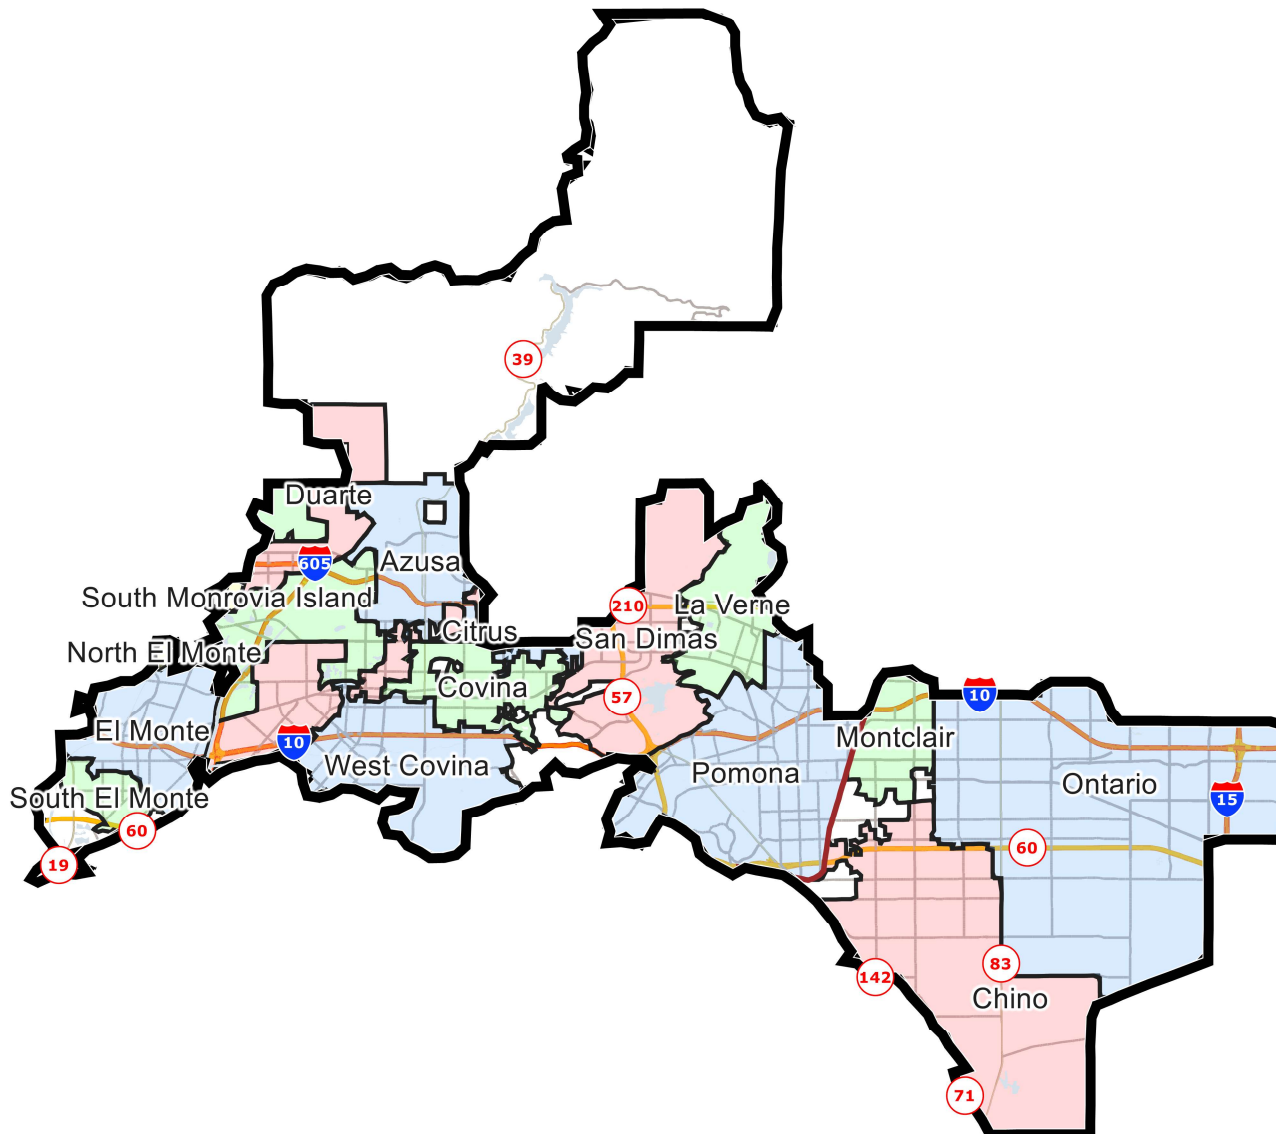 39
Duarte
605
Azusa
South Monrovia Island
210
La Verne
Citrus
San Dimas
North El Monte
Covina
57
10
El Monte
10
Montclair
West Covina
Pomona
Ontario
South El Monte
15
60
60
19
83
142
Chino
71